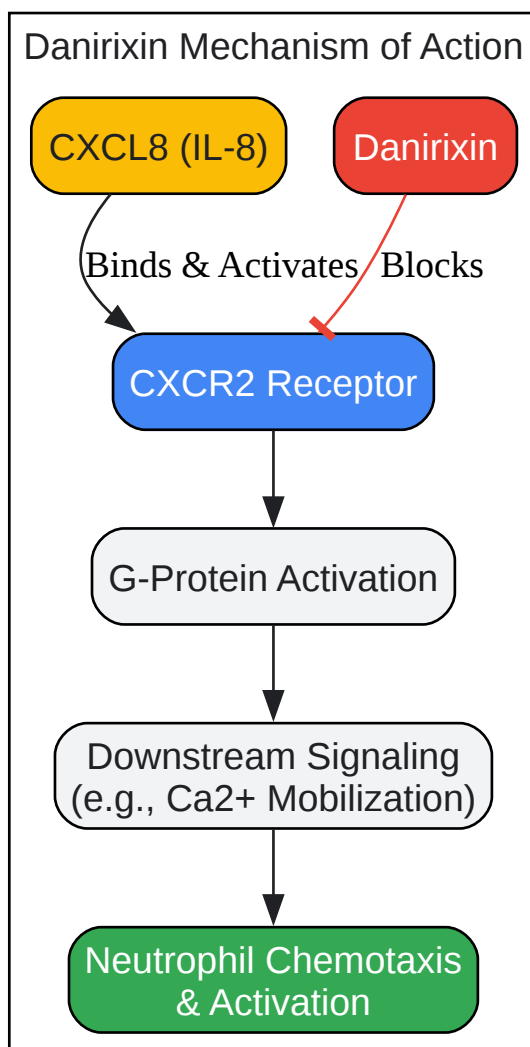 Danirixin Mechanism of Action
CXCL8 (IL-8)
Danirixin
Binds & Activates
Blocks
CXCR2 Receptor
G-Protein Activation
Downstream Signaling
(e.g., Ca2+ Mobilization)
Neutrophil Chemotaxis
& Activation